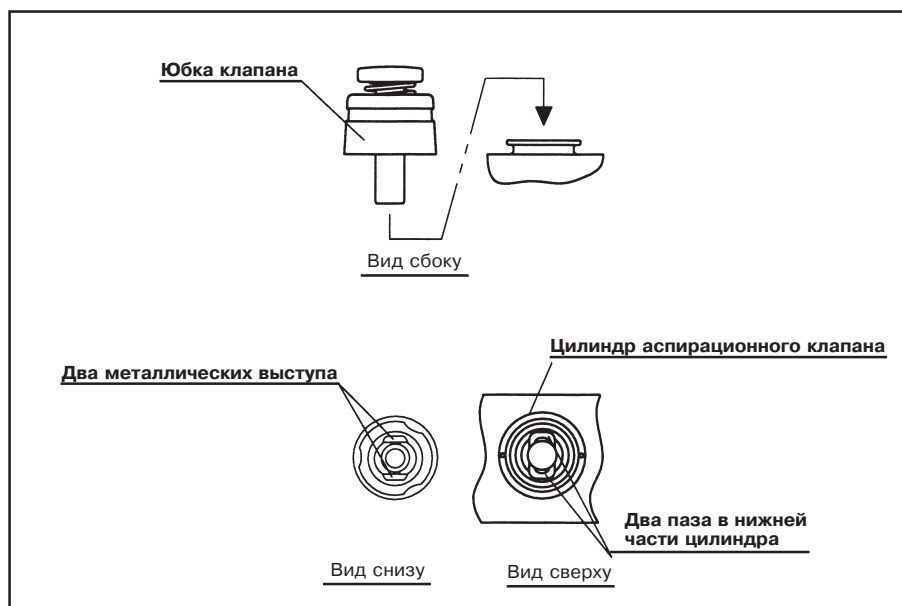 Юбка клапана
Вид сбоку
Цилиндр аспирационного клапана
Два металлических выступа
Два паза в нижней
части цилиндра
Вид снизу
Вид сверху